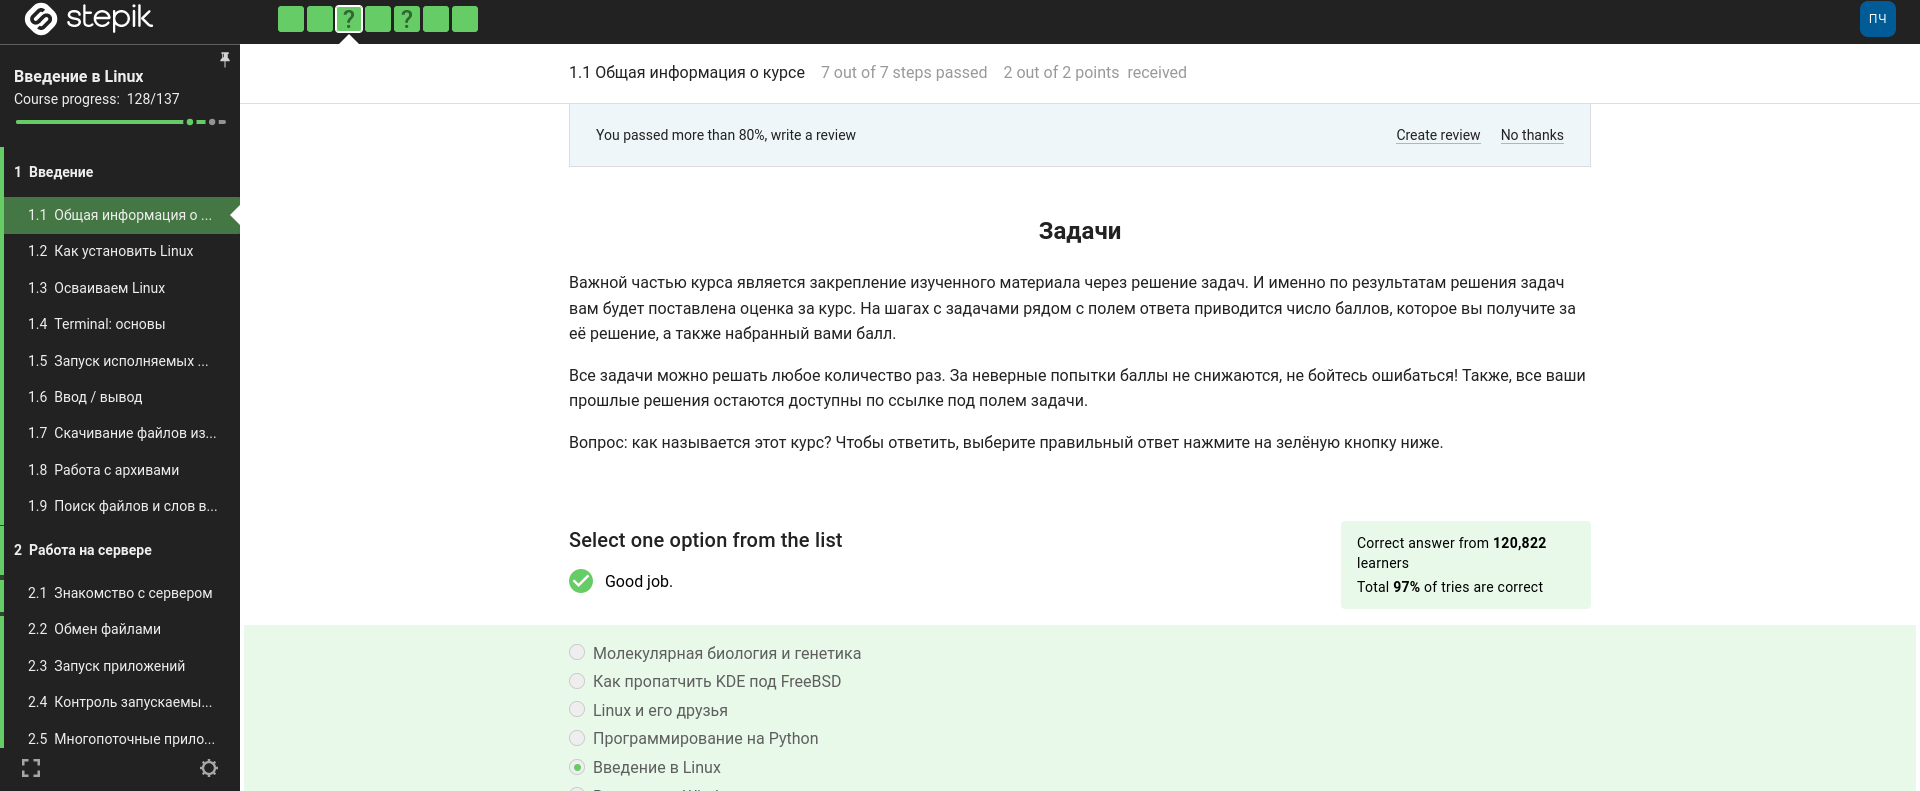 stepik
?
?
ПЧ
Введение в Linux
Course progress: 128/137
1 Введение
1.1 Общая информация о ...
1.2 Как установить Linux
1.3 Осваиваем Linux
1.4 Terminal: основы
1.5 Запуск исполняемых ...
1.6 Ввод / вывод
1.7 Скачивание файлов из...
1.8 Работа с архивами
1.9 Поиск файлов и слов в...
2 Работа на сервере
2.1 Знакомство с сервером
2.2 Обмен файлами
2.3 Запуск приложений
2.4 Контроль запускаемы...
2.5 Многопоточные прило...
1.1 Общая информация о курсе 7 out of 7 steps passed 2 out of 2 points received
You passed more than 80%, write a review Create review No thanks
Задачи
Важной частью курса является закрепление изученного материала через решение задач. И именно по результатам решения задач
вам будет поставлена оценка за курс. На шагах с задачами рядом с полем ответа приводится число баллов, которое вы получите за
её решение, а также набранный вами балл.
Все задачи можно решать любое количество раз. За неверные попытки баллы не снижаются, не бойтесь ошибаться! Также, все ваши
прошлые решения остаются доступны по ссылке под полем задачи.
Вопрос: как называется этот курс? Чтобы ответить, выберите правильный ответ нажмите на зелёную кнопку ниже.
Select one option from the list
Good job.
Correct answer from 120,822
learners
Total 97% of tries are correct
Молекулярная биология и генетика
Как пропатчить KDE под FreeBSD
Linux и его друзья
Программирование на Python
Введение в Linux